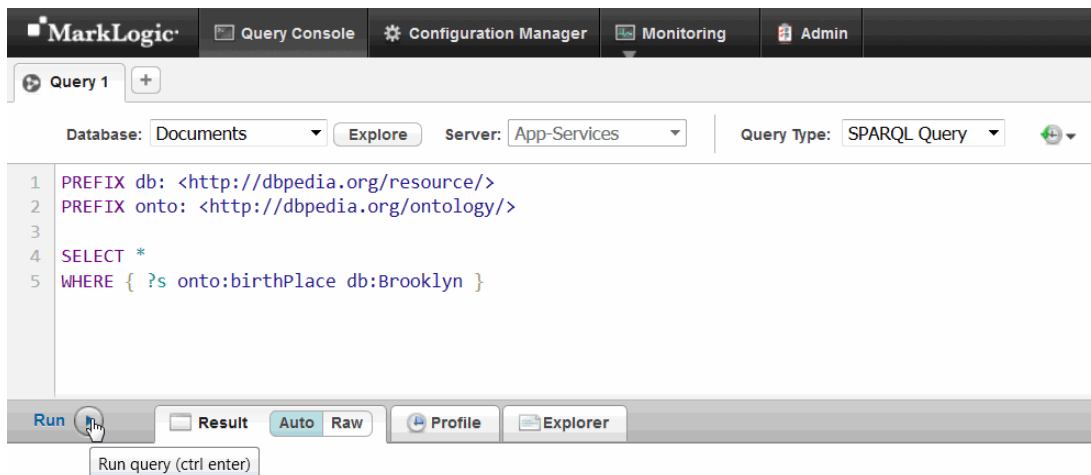 MarkLogic Query Console Configuration Manager Monitoring Admin
Query 1 +
Database: Documents Explore Server: App-Services Query Type: SPARQL Query
1 PREFIX db: <http://dbpedia.org/resource/>
2 PREFIX onto: <http://dbpedia.org/ontology/>
3
4 SELECT *
5 WHERE { ?s onto:birthPlace db:Brooklyn }
Run Result Auto Raw Profile Explorer
Run query (ctrl enter)